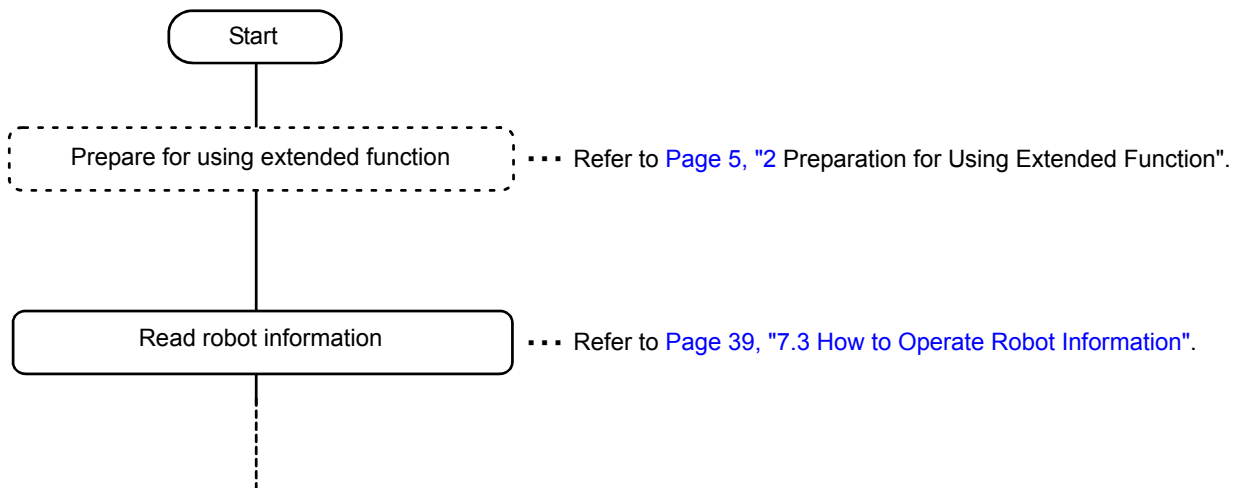 Start
Prepare for using extended function ··· Refer to Page 5, "2 Preparation for Using Extended Function".
Read robot information ··· Refer to Page 39, "7.3 How to Operate Robot Information".